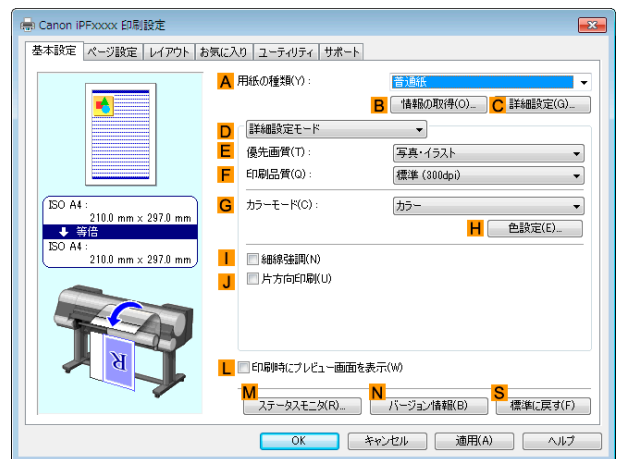 Canon iPFxxxx 印刷設定
基本設定 ページ設定 レイアウト お気に入り ユーティリティ サポート
A 用紙の種類(Y): 普通紙
B 情報の取得(O)... C 詳細設定(G)...
D 詳細設定モード
E 優先画質(T): 写真・イラスト
F 印刷品質(Q): 標準 (300dpi)
ISO A4 :
210.0 mm x 297.0 mm
等倍
ISO A4 :
210.0 mm x 297.0 mm
G カラーモード(C): カラー
H 色設定(E)...
I 細線強調(N)
J 片方向印刷(U)
R
L 印刷時にプレビュー画面を表示(W)
M ステータスモニタ(R)... N バージョン情報(B) S 標準に戻す(F)
OK キャンセル 適用(A) ヘルプ